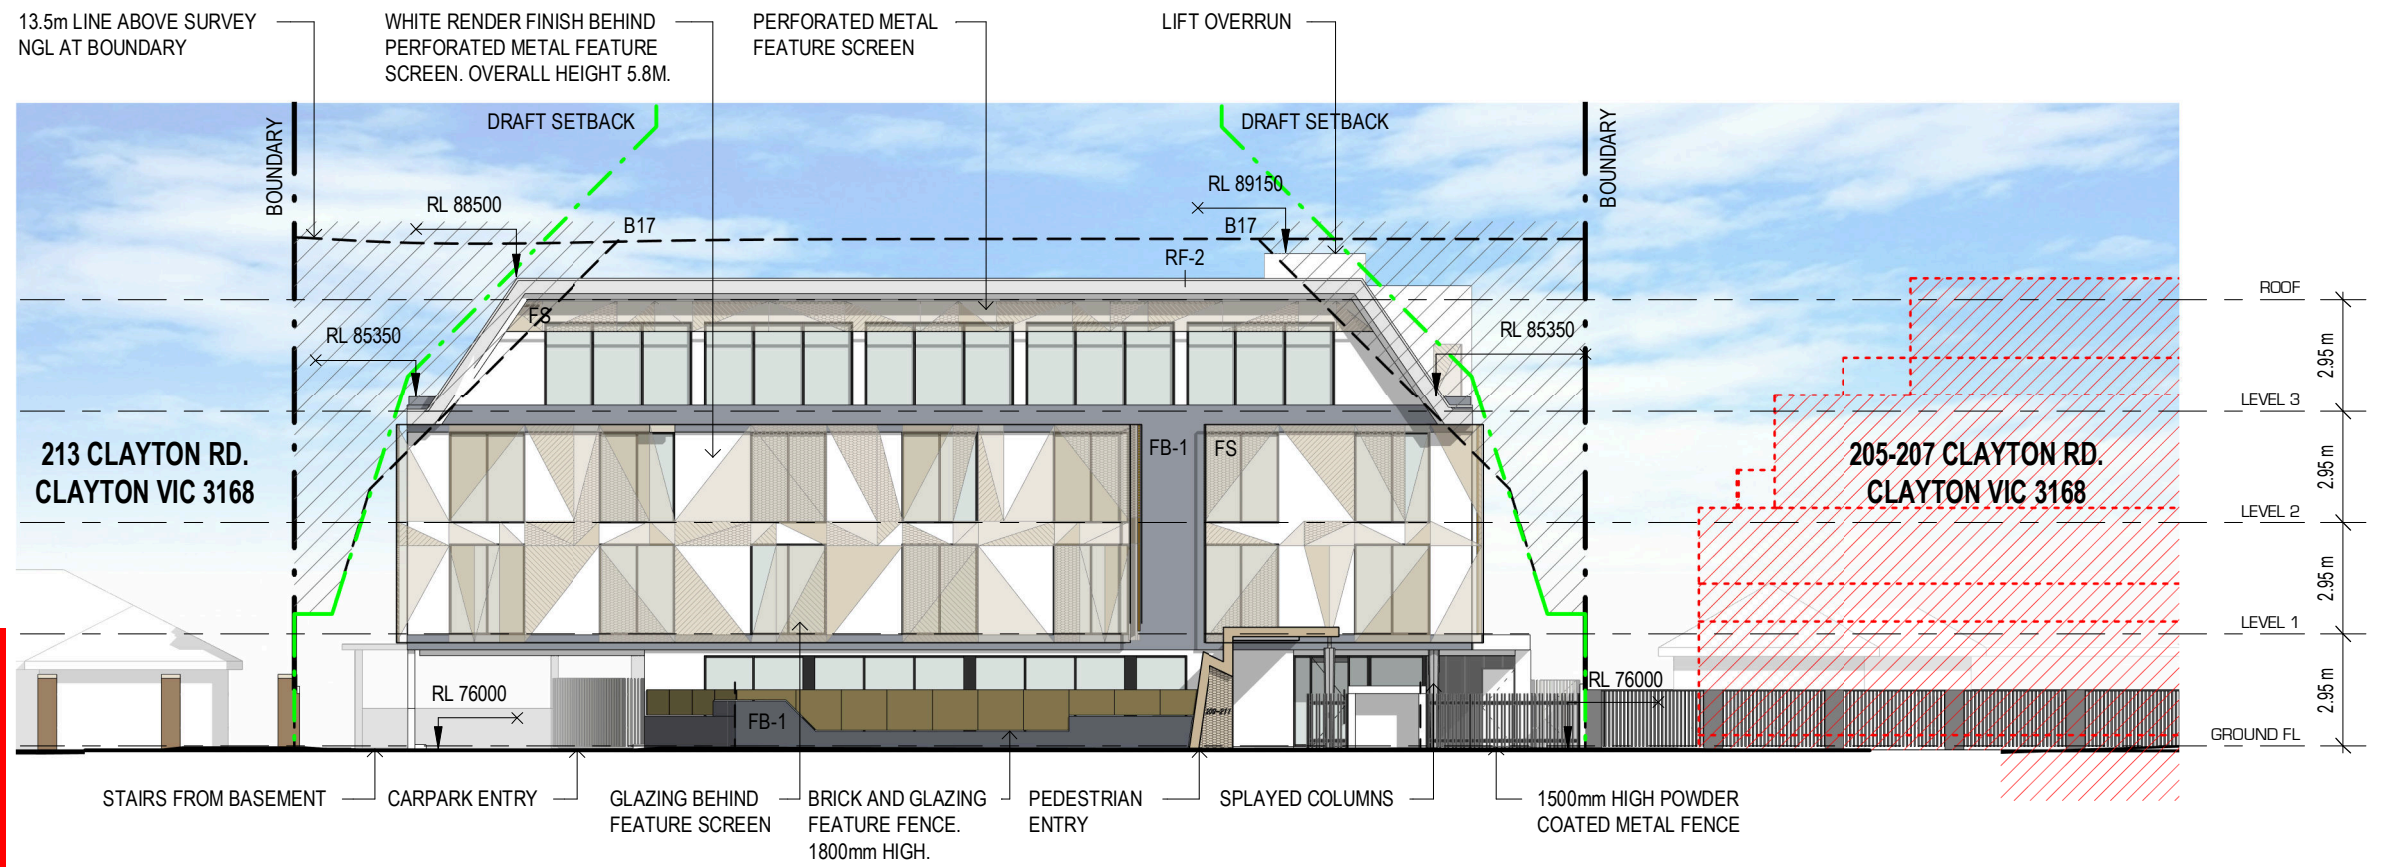 13.5m LINE ABOVE SURVEY
NGL AT BOUNDARY
WHITE RENDER FINISH BEHIND
PERFORATED METAL FEATURE
SCREEN. OVERALL HEIGHT 5.8M.
PERFORATED METAL
FEATURE SCREEN
LIFT OVERRUN
BOUNDARY
DRAFT SETBACK
DRAFT SETBACK
BOUNDARY
RL 88500
RL 89150
B17
B17
RF-2
ROOF
FS
RL 85350
RL 85350
2.95 m
LEVEL 3
213 CLAYTON RD.
CLAYTON VIC 3168
FB-1
FS
205-207 CLAYTON RD.
CLAYTON VIC 3168
2.95 m
LEVEL 2
2.95 m
LEVEL 1
RL 76000
RL 76000
2.95 m
FB-1
209-211
GROUND FL
STAIRS FROM BASEMENT
CARPARK ENTRY
GLAZING BEHIND
FEATURE SCREEN
BRICK AND GLAZING
FEATURE FENCE.
1800mm HIGH.
PEDESTRIAN
ENTRY
SPLAYED COLUMNS
1500mm HIGH POWDER
COATED METAL FENCE